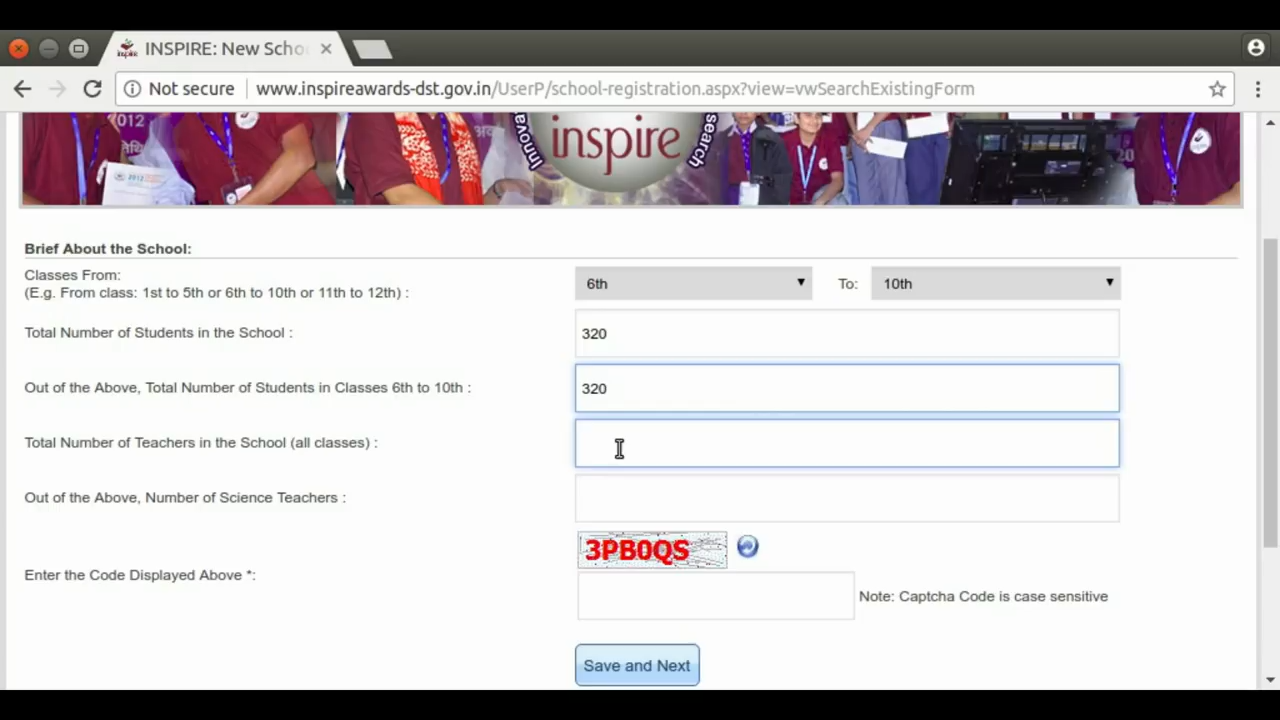 INSPIRE: New Scho
Not secure www.inspireawards-dst.gov.in/UserP/school-registration.aspx?view=vwSearchExistingForm
2012
inspire
Innova
search
20
Brief About the School:
Classes From:
(E.g. From class: 1st to 5th or 6th to 10th or 11th to 12th) :
6th To: 10th
Total Number of Students in the School : 320
Out of the Above, Total Number of Students in Classes 6th to 10th : 320
Total Number of Teachers in the School (all classes) :
Out of the Above, Number of Science Teachers :
3PB0QS
Enter the Code Displayed Above *:
Note: Captcha Code is case sensitive
Save and Next